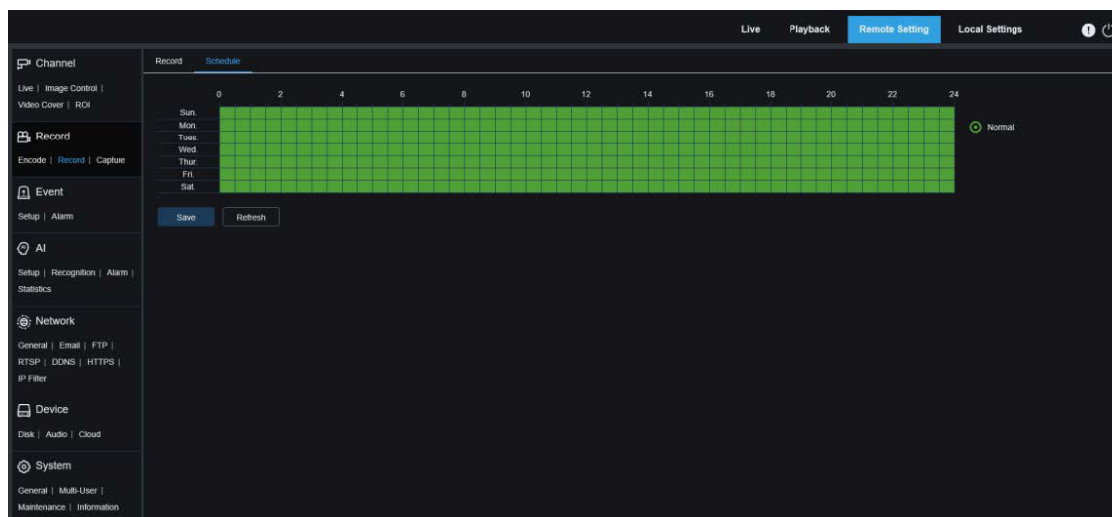 Live Playback Remote Setting Local Settings
Channel
Live | Image Control |
Video Cover | ROI
Record
Encode | Record | Capture
Event
Setup | Alarm
AI
Setup | Recognition | Alarm |
Statistics
Network
General | Email | FTP |
RTSP | DDNS | HTTPS |
IP Filter
Device
Disk | Audio | Cloud
System
General | Multi-User |
Maintenance | Information
Record Schedule
0 2 4 6 8 10 12 14 16 18 20 22 24
Sun.
Mon.
Tues.
Wed.
Thur.
Fri.
Sat.
Normal
Save Refresh